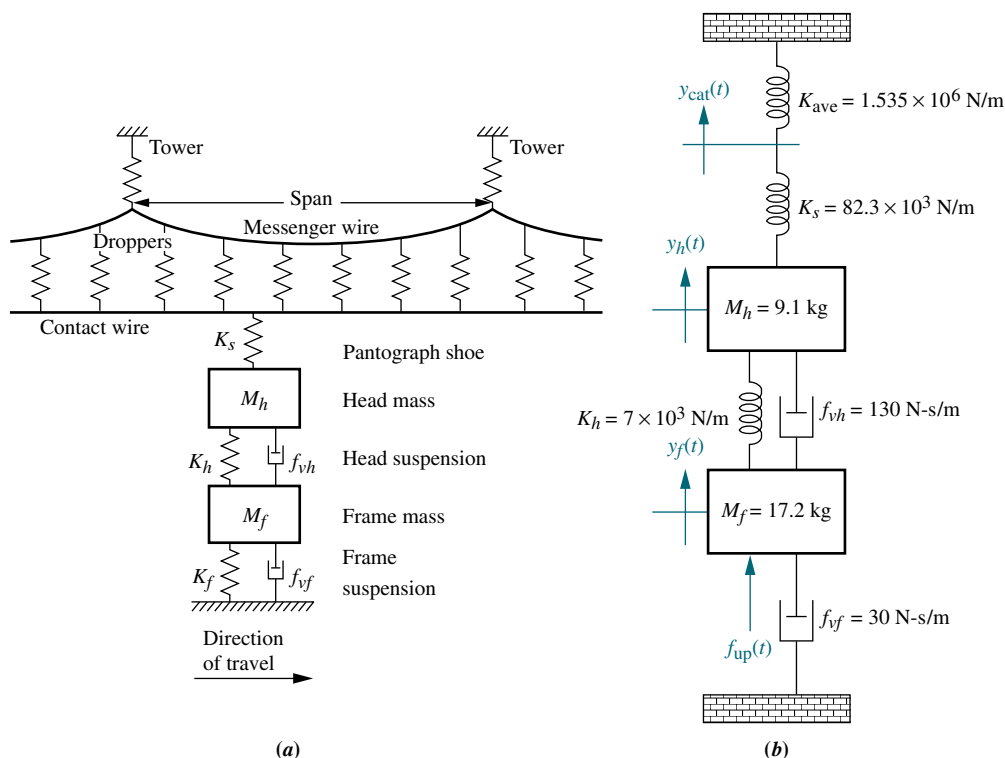 Tower
Tower
Span
Messenger wire
Droppers
Contact wire
K_s
Pantograph shoe
M_h
Head mass
K_h
f_vh
Head suspension
M_f
Frame mass
K_f
f_vf
Frame
suspension
Direction
of travel
(a)
y_cat(t)
K_ave = 1.535 × 10^6 N/m
K_s = 82.3 × 10^3 N/m
y_h(t)
M_h = 9.1 kg
K_h = 7 × 10^3 N/m
f_vh = 130 N-s/m
y_f(t)
M_f = 17.2 kg
f_up(t)
f_vf = 30 N-s/m
(b)